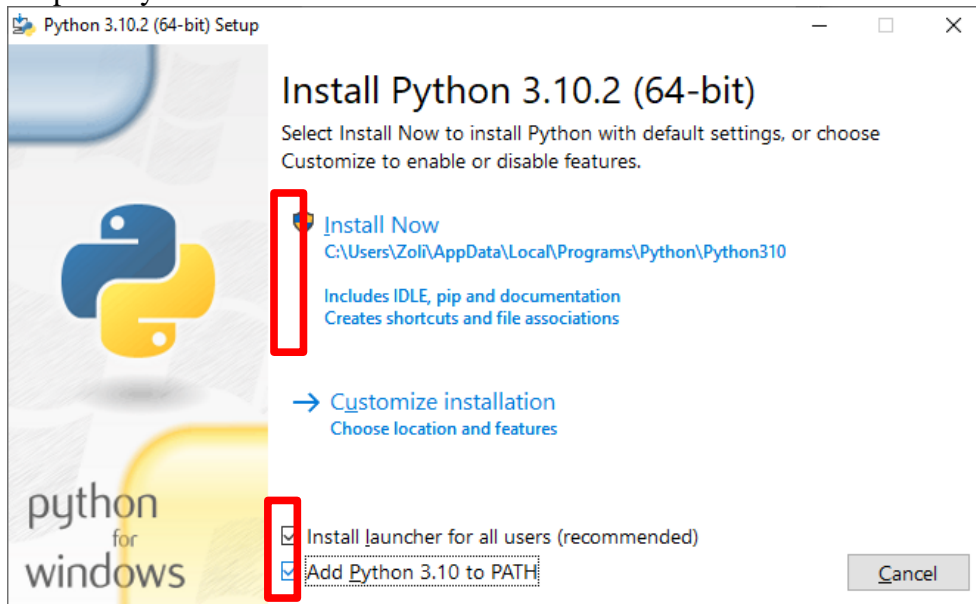 Python 3.10.2 (64-bit) Setup
Install Python 3.10.2 (64-bit)
Select Install Now to install Python with default settings, or choose
Customize to enable or disable features.
Install Now
C:\Users\Zoli\AppData\Local\Programs\Python\Python310
Includes IDLE, pip and documentation
Creates shortcuts and file associations
Customize installation
Choose location and features
python
for
windows
Install launcher for all users (recommended)
Add Python 3.10 to PATH
Cancel